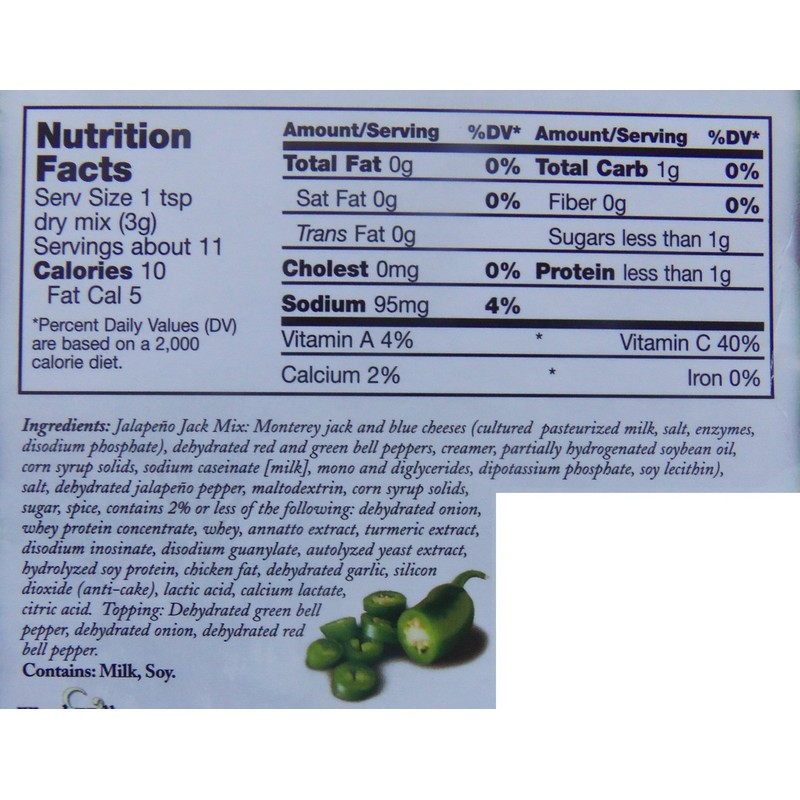 Nutrition
Facts
Serv Size 1 tsp
dry mix (3g)
Servings about 11
Calories 10
Fat Cal 5
*Percent Daily Values (DV)
are based on a 2,000
calorie diet.
Amount/Serving %DV* Amount/Serving %DV*
Total Fat 0g 0% Total Carb 1g 0%
Sat Fat 0g 0% Fiber 0g 0%
Trans Fat 0g Sugars less than 1g
Cholest 0mg 0% Protein less than 1g
Sodium 95mg 4%
Vitamin A 4% * Vitamin C 40%
Calcium 2% * Iron 0%
Ingredients: Jalapeño Jack Mix: Monterey jack and blue cheeses (cultured pasteurized milk, salt, enzymes,
disodium phosphate), dehydrated red and green bell peppers, creamer, partially hydrogenated soybean oil,
corn syrup solids, sodium caseinate [milk], mono and diglycerides, dipotassium phosphate, soy lecithin),
salt, dehydrated jalapeño pepper, maltodextrin, corn syrup solids,
sugar, spice, contains 2% or less of the following: dehydrated onion,
whey protein concentrate, whey, annatto extract, turmeric extract,
disodium inosinate, disodium guanylate, autolyzed yeast extract,
hydrolyzed soy protein, chicken fat, dehydrated garlic, silicon
dioxide (anti-cake), lactic acid, calcium lactate,
citric acid. Topping: Dehydrated green bell
pepper, dehydrated onion, dehydrated red
bell pepper.
Contains: Milk, Soy.